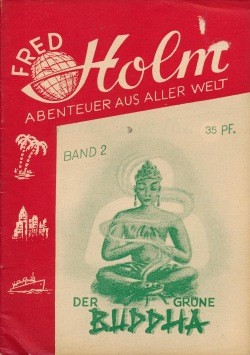 FRED
Holm
ABENTEUER AUS ALLER WELT
35 PF.
BAND 2
DER GRÜNE
BUDDHA